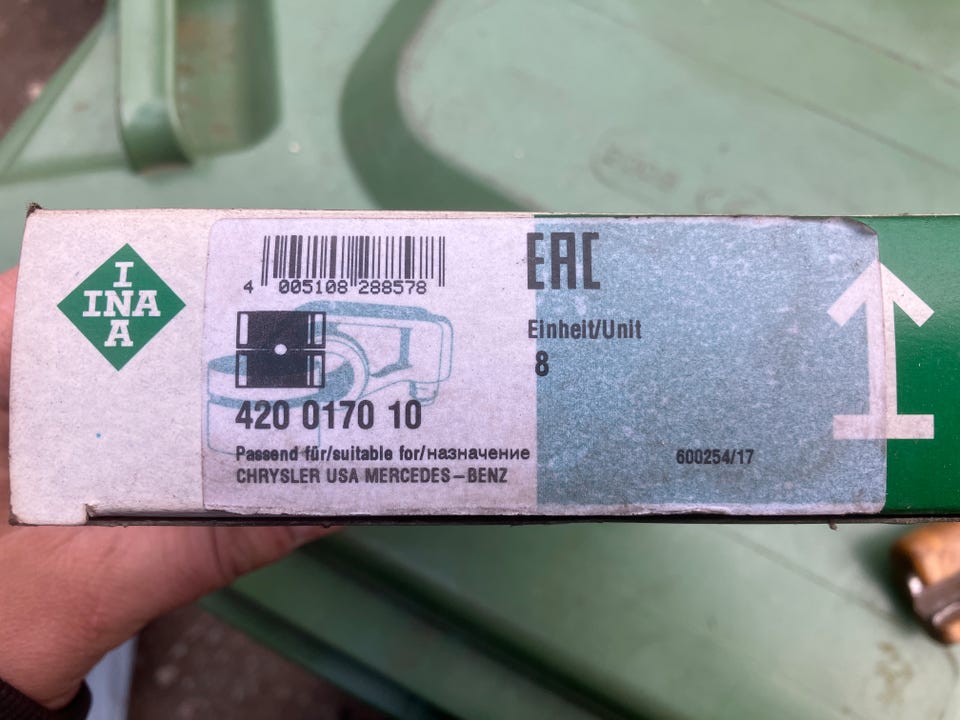 INA
INA
4 005108 288578
EAC
Einheit/Unit
8
420 0170 10
Passend für/suitable for/назначение
CHRYSLER USA MERCEDES-BENZ
600254/17